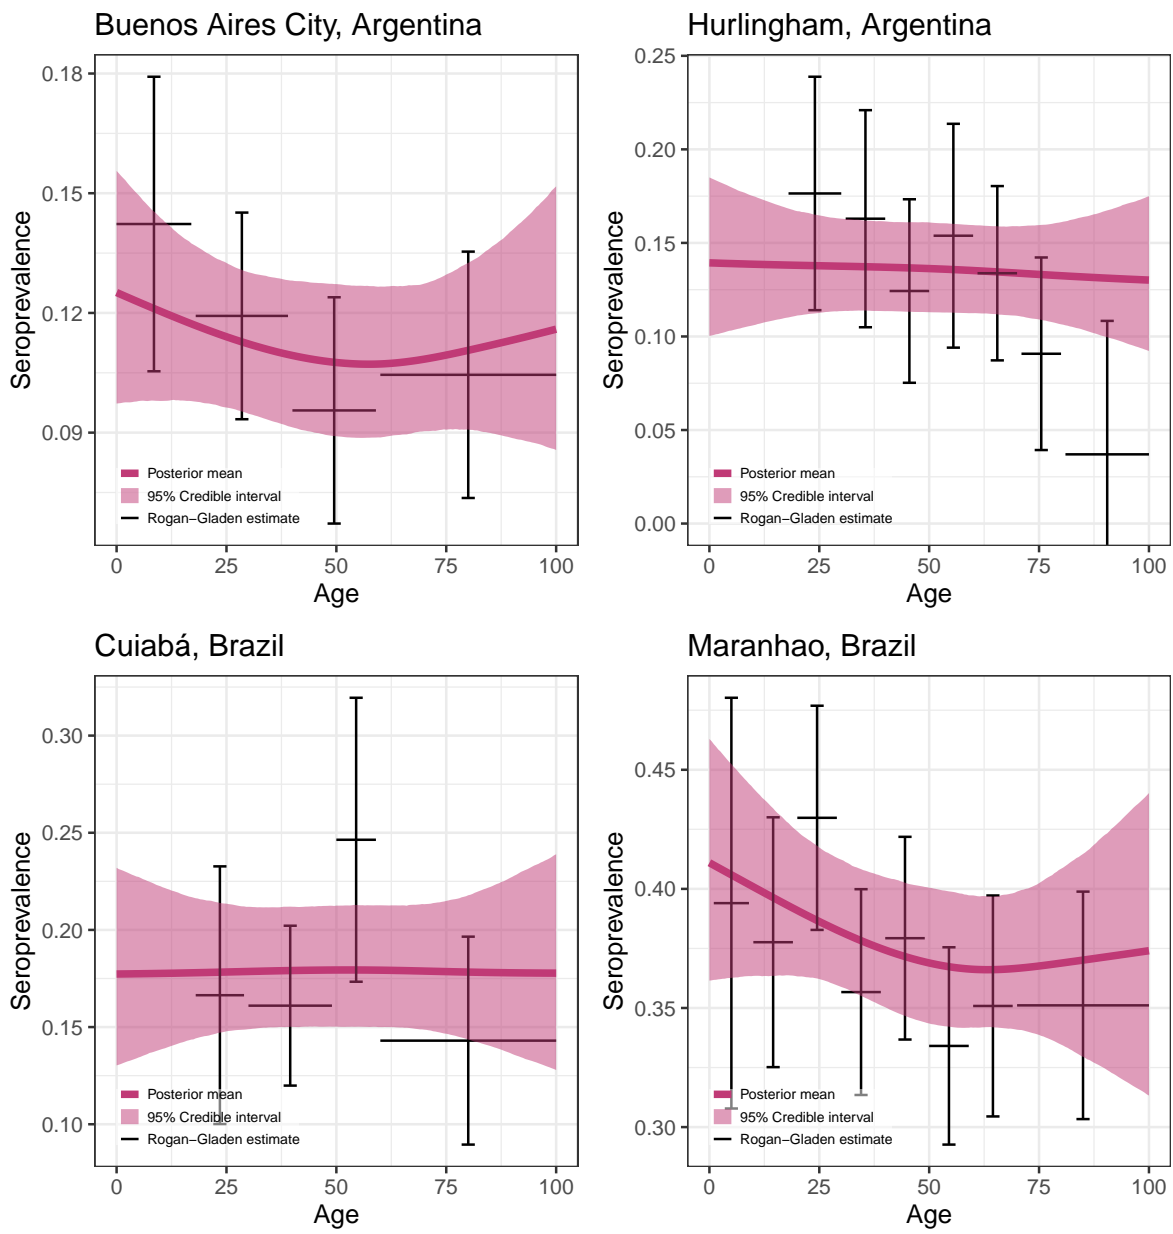 Buenos Aires City, Argentina
0.18
0.15
0.12
0.09
Seroprevalence
Posterior mean
95% Credible interval
Rogan−Gladen estimate
0 25 50 75 100
Age
Hurlingham, Argentina
0.25
0.20
0.15
0.10
0.05
0.00
Seroprevalence
Posterior mean
95% Credible interval
Rogan−Gladen estimate
0 25 50 75 100
Age
Cuiabá, Brazil
0.30
0.25
0.20
0.15
0.10
Seroprevalence
Posterior mean
95% Credible interval
Rogan−Gladen estimate
0 25 50 75 100
Age
Maranhao, Brazil
0.45
0.40
0.35
0.30
Seroprevalence
Posterior mean
95% Credible interval
Rogan−Gladen estimate
0 25 50 75 100
Age